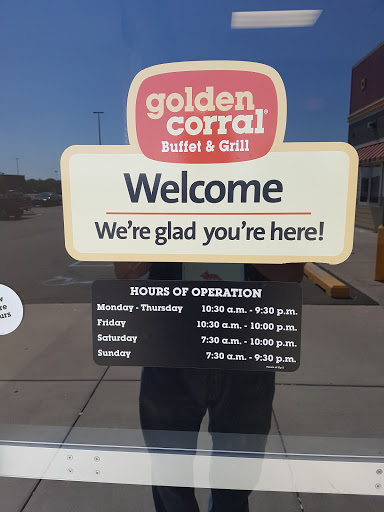 golden
corral®
Buffet & Grill
Welcome
We're glad you're here!
HOURS OF OPERATION
Monday - Thursday 10:30 a.m. - 9:30 p.m.
Friday 10:30 a.m. - 10:00 p.m.
Saturday 7:30 a.m. - 10:00 p.m.
Sunday 7:30 a.m. - 9:30 p.m.